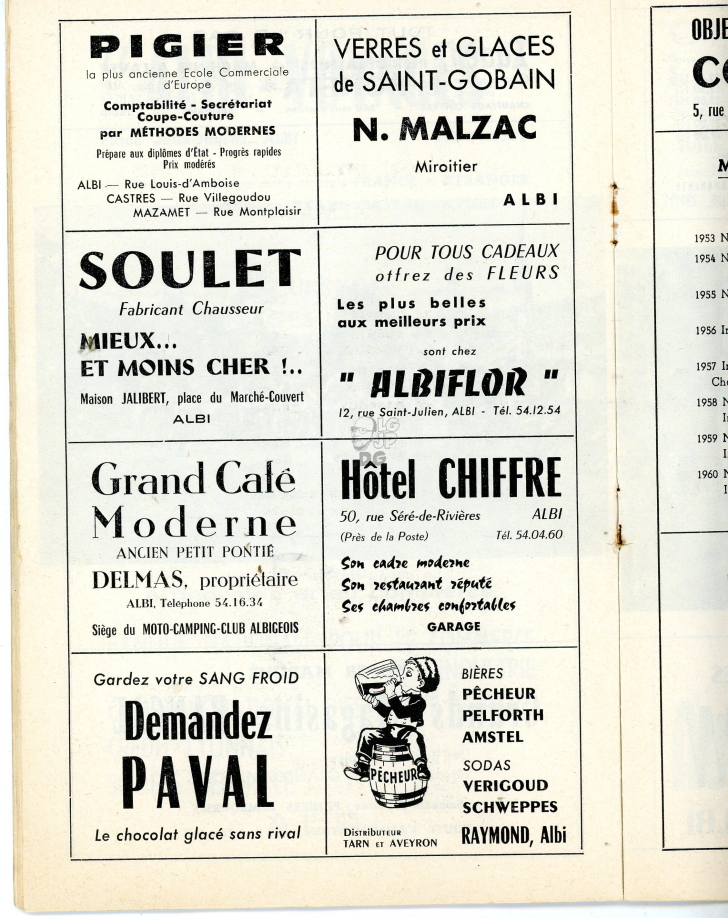 PIGIER
la plus ancienne Ecole Commerciale
d'Europe
Comptabilité - Secrétariat
Coupe-Couture
par MÉTHODES MODERNES
Prépare aux diplômes d'État - Progrès rapides
Prix modérés
ALBI — Rue Louis-d'Amboise
CASTRES — Rue Villegoudou
MAZAMET — Rue Montplaisir
VERRES et GLACES
de SAINT-GOBAIN
N. MALZAC
Miroitier
ALBI
SOULET
Fabricant Chausseur
MIEUX...
ET MOINS CHER !..
Maison JALIBERT, place du Marché-Couvert
ALBI
POUR TOUS CADEAUX
offrez des FLEURS
Les plus belles
aux meilleurs prix
sont chez
" ALBIFLOR "
12, rue Saint-Julien, ALBI - Tél. 54.12.54
Grand Café
Moderne
ANCIEN PETIT PONTIÉ
DELMAS, propriétaire
ALBI, Téléphone 54.16.34
Siège du MOTO-CAMPING-CLUB ALBIGEOIS
Hôtel CHIFFRE
50, rue Séré-de-Rivières ALBI
(Près de la Poste) Tél. 54.04.60
Son cadre moderne
Son restaurant réputé
Ses chambres confortables
GARAGE
Gardez votre SANG FROID
Demandez
PAVAL
Le chocolat glacé sans rival
PÊCHEUR
BIÈRES
PÊCHEUR
PELFORTH
AMSTEL
SODAS
VERIGOUD
SCHWEPPES
DISTRIBUTEUR
TARN ET AVEYRON
RAYMOND, Albi
OBJE
5, rue
1953 N
1954 N
1955 N
1956 In
1957 In
Che
1958 N
In
1959 N
1960 N